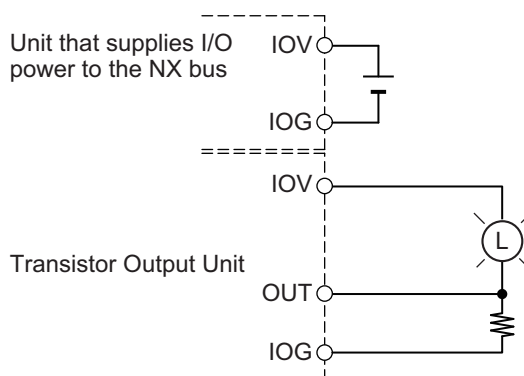 Unit that supplies I/O
power to the NX bus
IOV
IOG
IOV
L
Transistor Output Unit
OUT
IOG